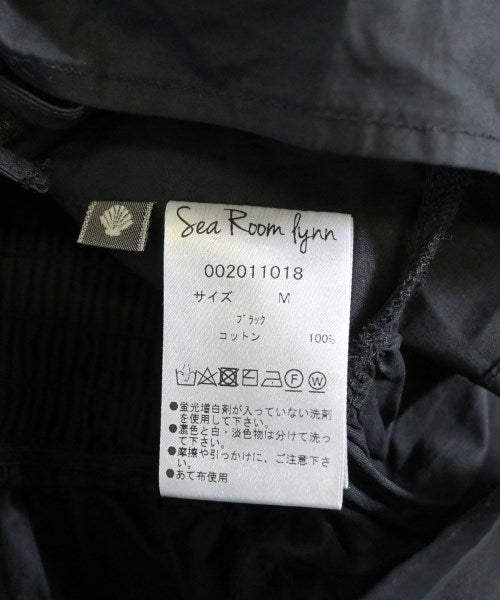 Sea Room lynn
002011018
サイズ M
ブラック
コットン 100%
F W
●蛍光増白剤が入っていない洗剤
を使用して下さい。
●濃色と白・淡色物は分けて洗っ
て下さい。
●摩擦や引っかけに、ご注意下さ
い。
●あて布使用